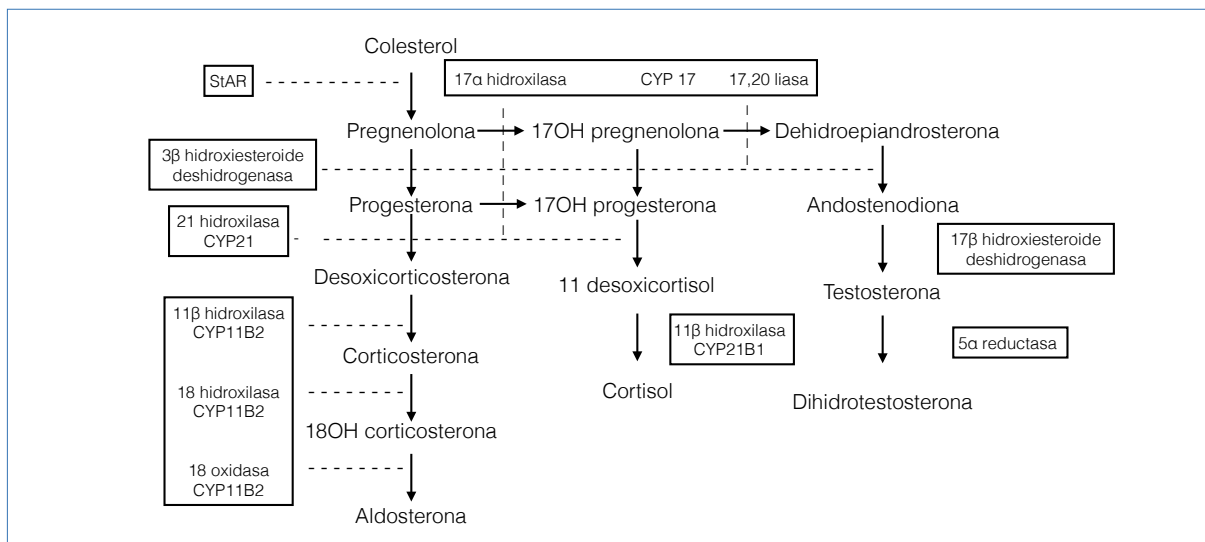 Colesterol
StAR
17α hidroxilasa CYP 17 17,20 liasa
Pregnenolona 17OH pregnenolona Dehidroepiandrosterona
3β hidroxiesteroide
deshidrogenasa
Progesterona 17OH progesterona Andostenodiona
21 hidroxilasa
CYP21
17β hidroxiesteroide
deshidrogenasa
Desoxicorticosterona 11 desoxicortisol Testosterona
11β hidroxilasa
CYP11B2
11β hidroxilasa
CYP21B1
5α reductasa
Corticosterona
18 hidroxilasa
CYP11B2
Cortisol Dihidrotestosterona
18OH corticosterona
18 oxidasa
CYP11B2
Aldosterona